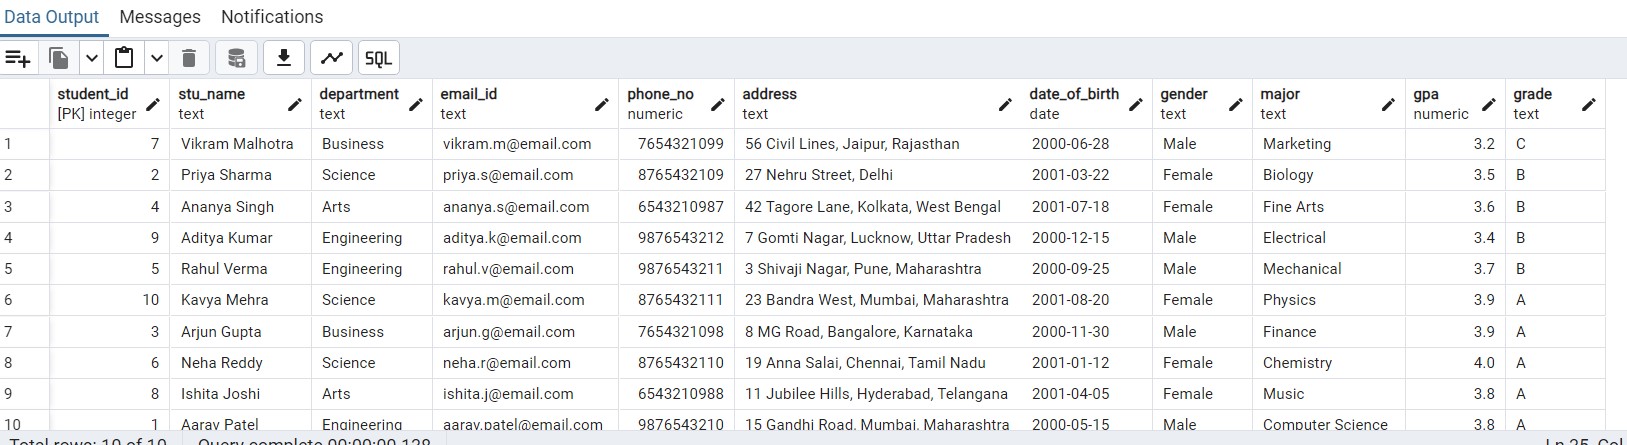 Data Output Messages Notifications
SQL
student_id stu_name department email_id phone_no address date_of_birth gender major gpa grade
[PK] integer text text text numeric text date text text numeric text
1 7 Vikram Malhotra Business vikram.m@email.com 7654321099 56 Civil Lines, Jaipur, Rajasthan 2000-06-28 Male Marketing 3.2 C
2 2 Priya Sharma Science priya.s@email.com 8765432109 27 Nehru Street, Delhi 2001-03-22 Female Biology 3.5 B
3 4 Ananya Singh Arts ananya.s@email.com 6543210987 42 Tagore Lane, Kolkata, West Bengal 2001-07-18 Female Fine Arts 3.6 B
4 9 Aditya Kumar Engineering aditya.k@email.com 9876543212 7 Gomti Nagar, Lucknow, Uttar Pradesh 2000-12-15 Male Electrical 3.4 B
5 5 Rahul Verma Engineering rahul.v@email.com 9876543211 3 Shivaji Nagar, Pune, Maharashtra 2000-09-25 Male Mechanical 3.7 B
6 10 Kavya Mehra Science kavya.m@email.com 8765432111 23 Bandra West, Mumbai, Maharashtra 2001-08-20 Female Physics 3.9 A
7 3 Arjun Gupta Business arjun.g@email.com 7654321098 8 MG Road, Bangalore, Karnataka 2000-11-30 Male Finance 3.9 A
8 6 Neha Reddy Science neha.r@email.com 8765432110 19 Anna Salai, Chennai, Tamil Nadu 2001-01-12 Female Chemistry 4.0 A
9 8 Ishita Joshi Arts ishita.j@email.com 6543210988 11 Jubilee Hills, Hyderabad, Telangana 2001-04-05 Female Music 3.8 A
10 1 Aarav Patel Engineering aarav.patel@email.com 9876543210 15 Gandhi Road, Mumbai, Maharashtra 2000-05-15 Male Computer Science 3.8 A
Total rows: 10 of 10 Query complete 00:00:00.128 Ln 25, Col